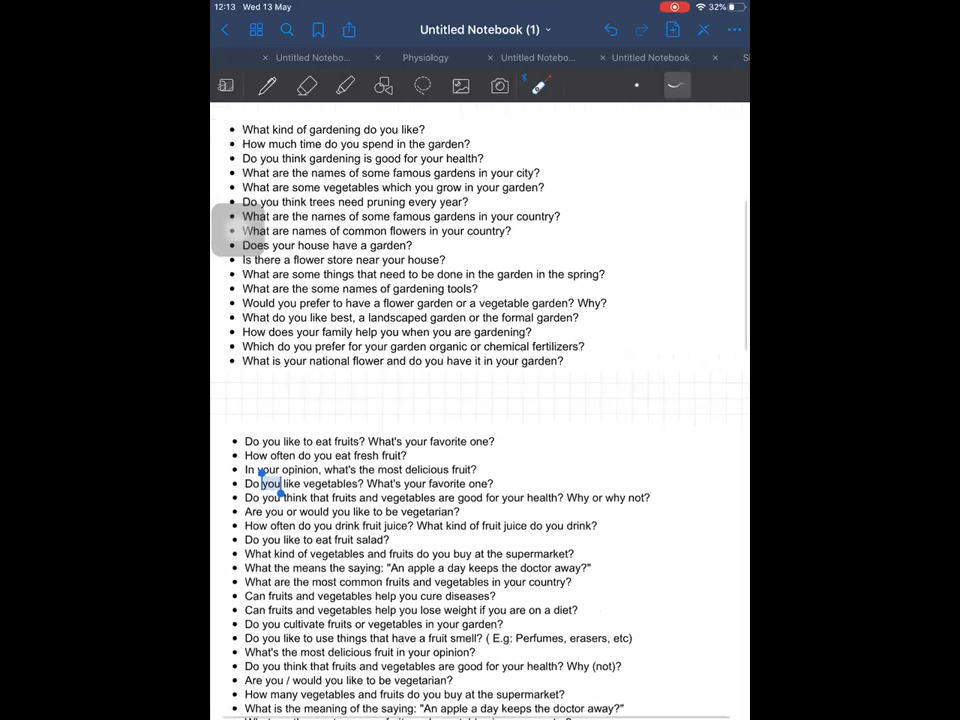 12:13 Wed 13 May
32%
Untitled Notebook (1)
Untitled Notebo...
Physiology
Untitled Notebo...
Untitled Notebook
What kind of gardening do you like?
How much time do you spend in the garden?
Do you think gardening is good for your health?
What are the names of some famous gardens in your city?
What are some vegetables which you grow in your garden?
Do you think trees need pruning every year?
What are the names of some famous gardens in your country?
What are names of common flowers in your country?
Does your house have a garden?
Is there a flower store near your house?
What are some things that need to be done in the garden in the spring?
What are the some names of gardening tools?
Would you prefer to have a flower garden or a vegetable garden? Why?
What do you like best, a landscaped garden or the formal garden?
How does your family help you when you are gardening?
Which do you prefer for your garden organic or chemical fertilizers?
What is your national flower and do you have it in your garden?
Do you like to eat fruits? What's your favorite one?
How often do you eat fresh fruit?
In your opinion, what's the most delicious fruit?
Do you like vegetables? What's your favorite one?
Do you think that fruits and vegetables are good for your health? Why or why not?
Are you or would you like to be vegetarian?
How often do you drink fruit juice? What kind of fruit juice do you drink?
Do you like to eat fruit salad?
What kind of vegetables and fruits do you buy at the supermarket?
What the means the saying: "An apple a day keeps the doctor away?"
What are the most common fruits and vegetables in your country?
Can fruits and vegetables help you cure diseases?
Can fruits and vegetables help you lose weight if you are on a diet?
Do you cultivate fruits or vegetables in your garden?
Do you like to use things that have a fruit smell? ( E.g: Perfumes, erasers, etc)
What's the most delicious fruit in your opinion?
Do you think that fruits and vegetables are good for your health? Why (not)?
Are you / would you like to be vegetarian?
How many vegetables and fruits do you buy at the supermarket?
What is the meaning of the saying: "An apple a day keeps the doctor away?"